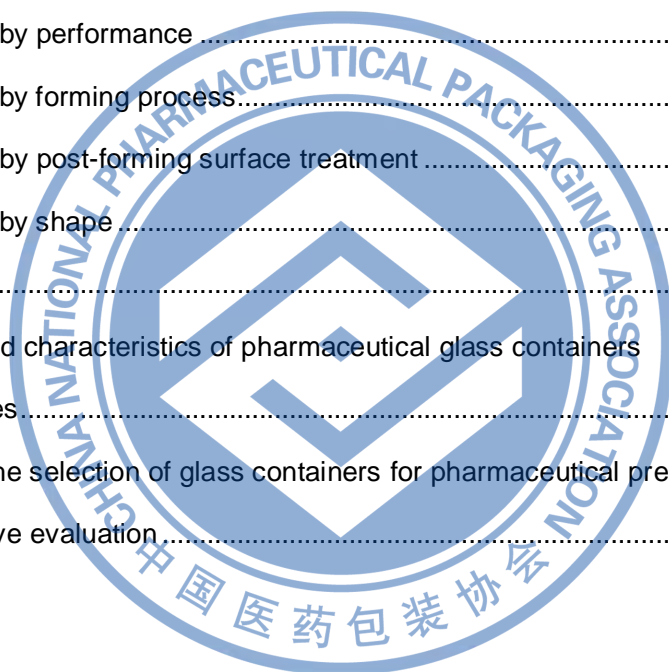 by performance ........................................................................
by forming process........................................................................
by post-forming surface treatment ........................................
by shape ........................................................................................
........................................................................................................
d characteristics of pharmaceutical glass containers
es........................................................................................................
he selection of glass containers for pharmaceutical pre
ve evaluation ................................................................................
CHINA NATIONAL PHARMACEUTICAL PACKAGING ASSOCIATION
中国医药包装协会